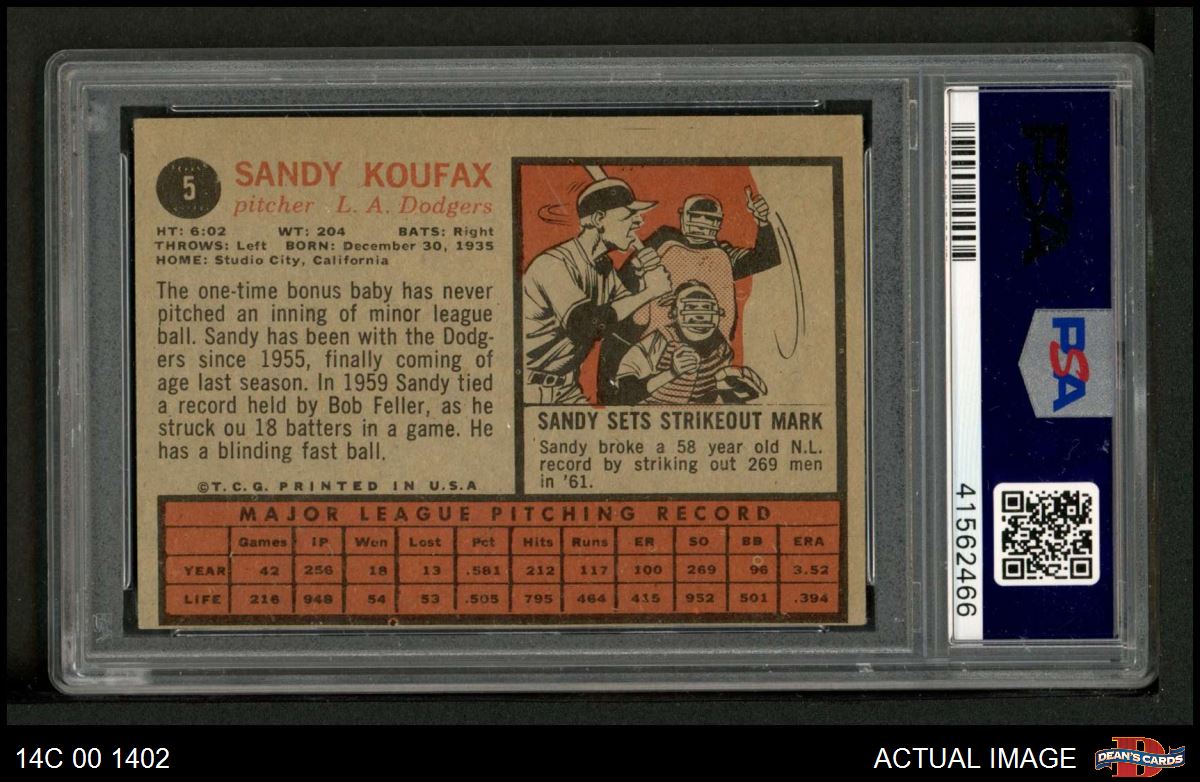 5
SANDY KOUFAX
pitcher L. A. Dodgers
HT: 6:02 WT: 204 BATS: Right
THROWS: Left BORN: December 30, 1935
HOME: Studio City, California
The one-time bonus baby has never
pitched an inning of minor league
ball. Sandy has been with the Dodg-
ers since 1955, finally coming of
age last season. In 1959 Sandy tied
a record held by Bob Feller, as he
struck ou 18 batters in a game. He
has a blinding fast ball.
©T.C.G. PRINTED IN U.S.A
SANDY SETS STRIKEOUT MARK
Sandy broke a 58 year old N.L.
record by striking out 269 men
in '61.
MAJOR LEAGUE PITCHING RECORD
Games IP Won Lost Pct Hits Runs ER SO BB ERA
YEAR 42 256 18 13 .581 212 117 100 269 96 3.52
LIFE 216 948 54 53 .505 795 464 415 952 501 .394
PSA
PSA
41562466
14C 00 1402
ACTUAL IMAGE
D
DEAN'S CARDS